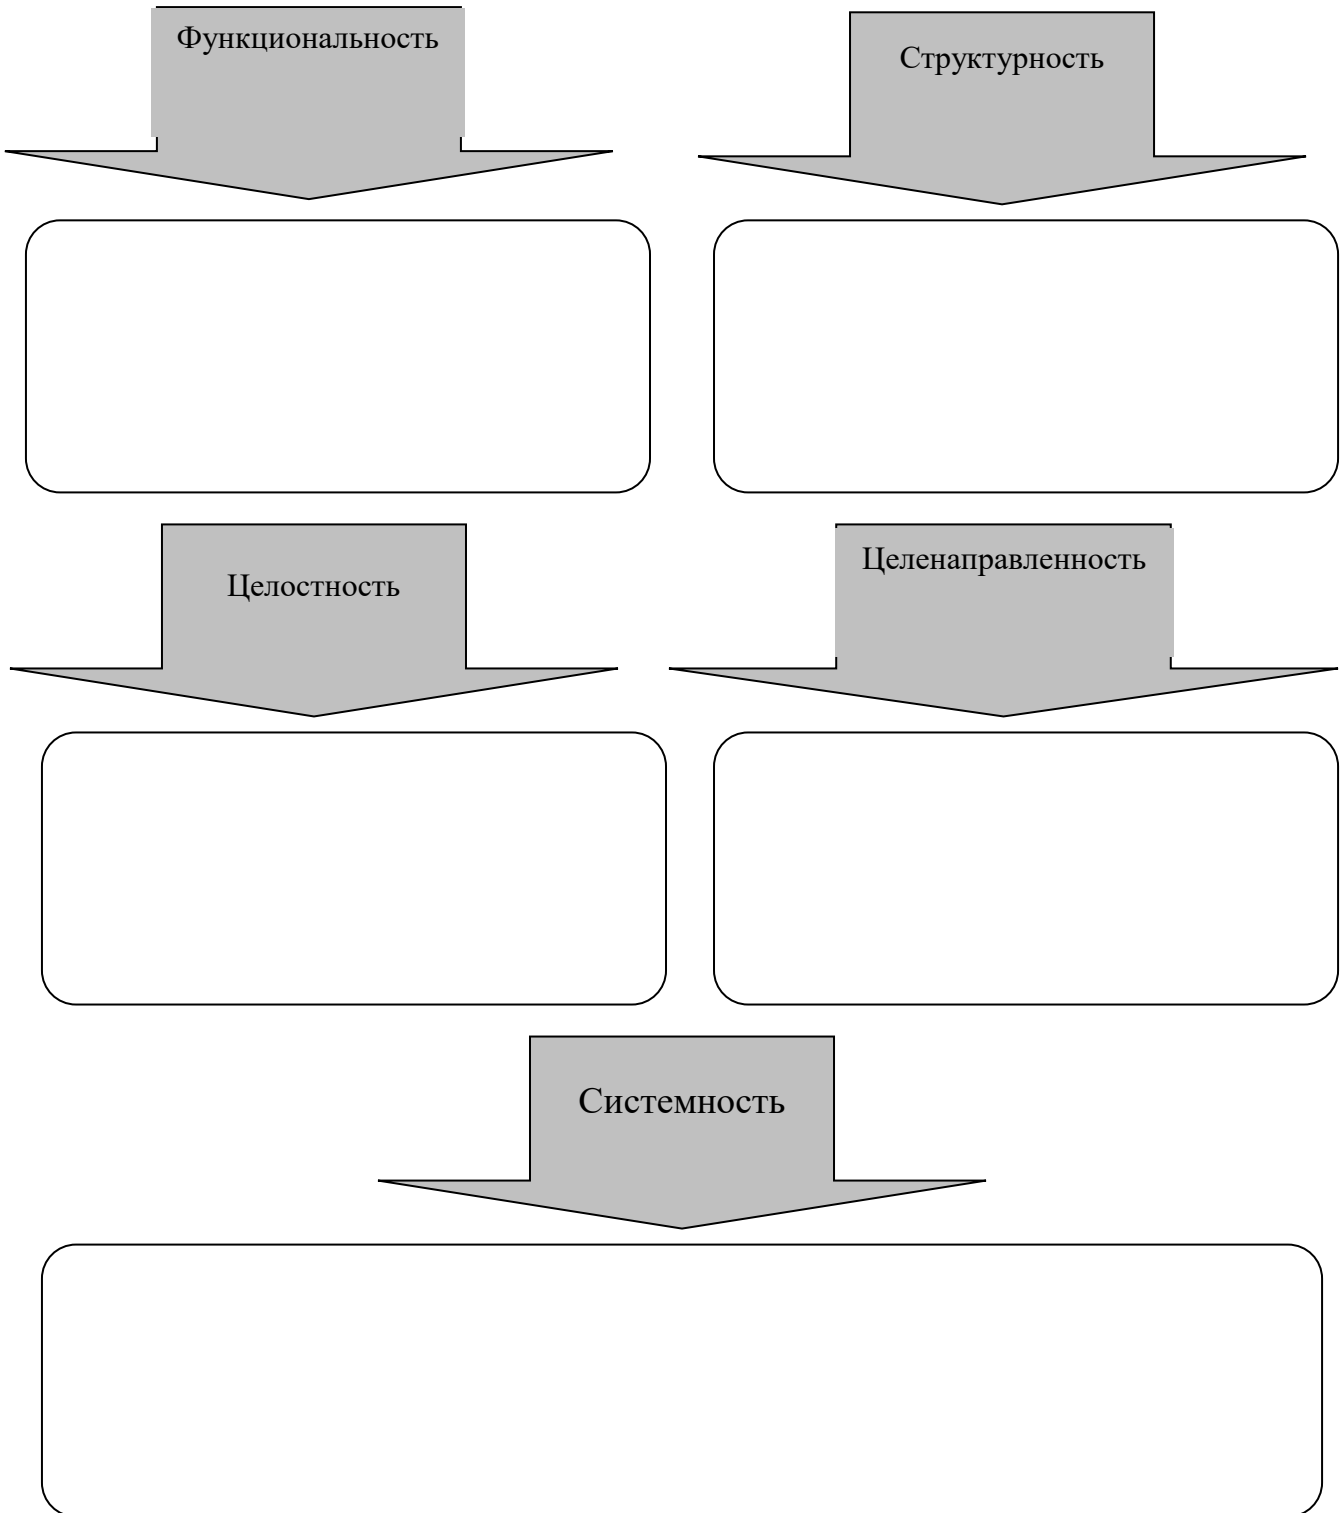 Функциональность
Структурность
Целостность
Целенаправленность
Системность